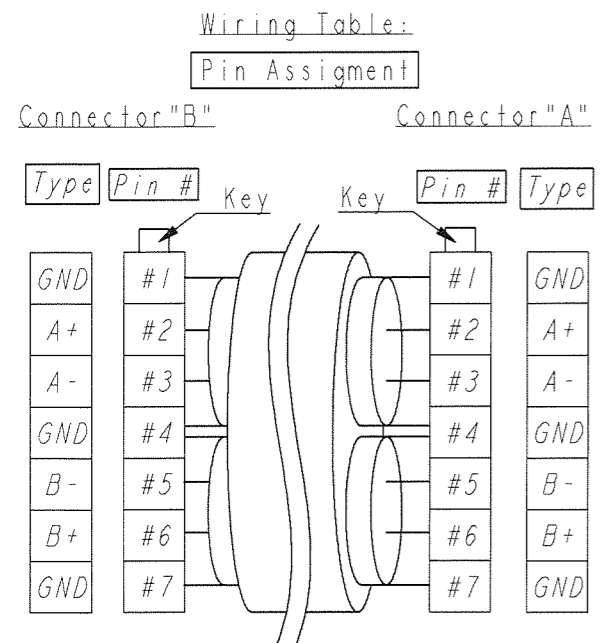 Wiring Table:
Pin Assigment
Connector"B" Connector"A"
Type Pin # Key Key Pin # Type
GND #1 #1 GND
A+ #2 #2 A+
A- #3 #3 A-
GND #4 #4 GND
B- #5 #5 B-
B+ #6 #6 B+
GND #7 #7 GND